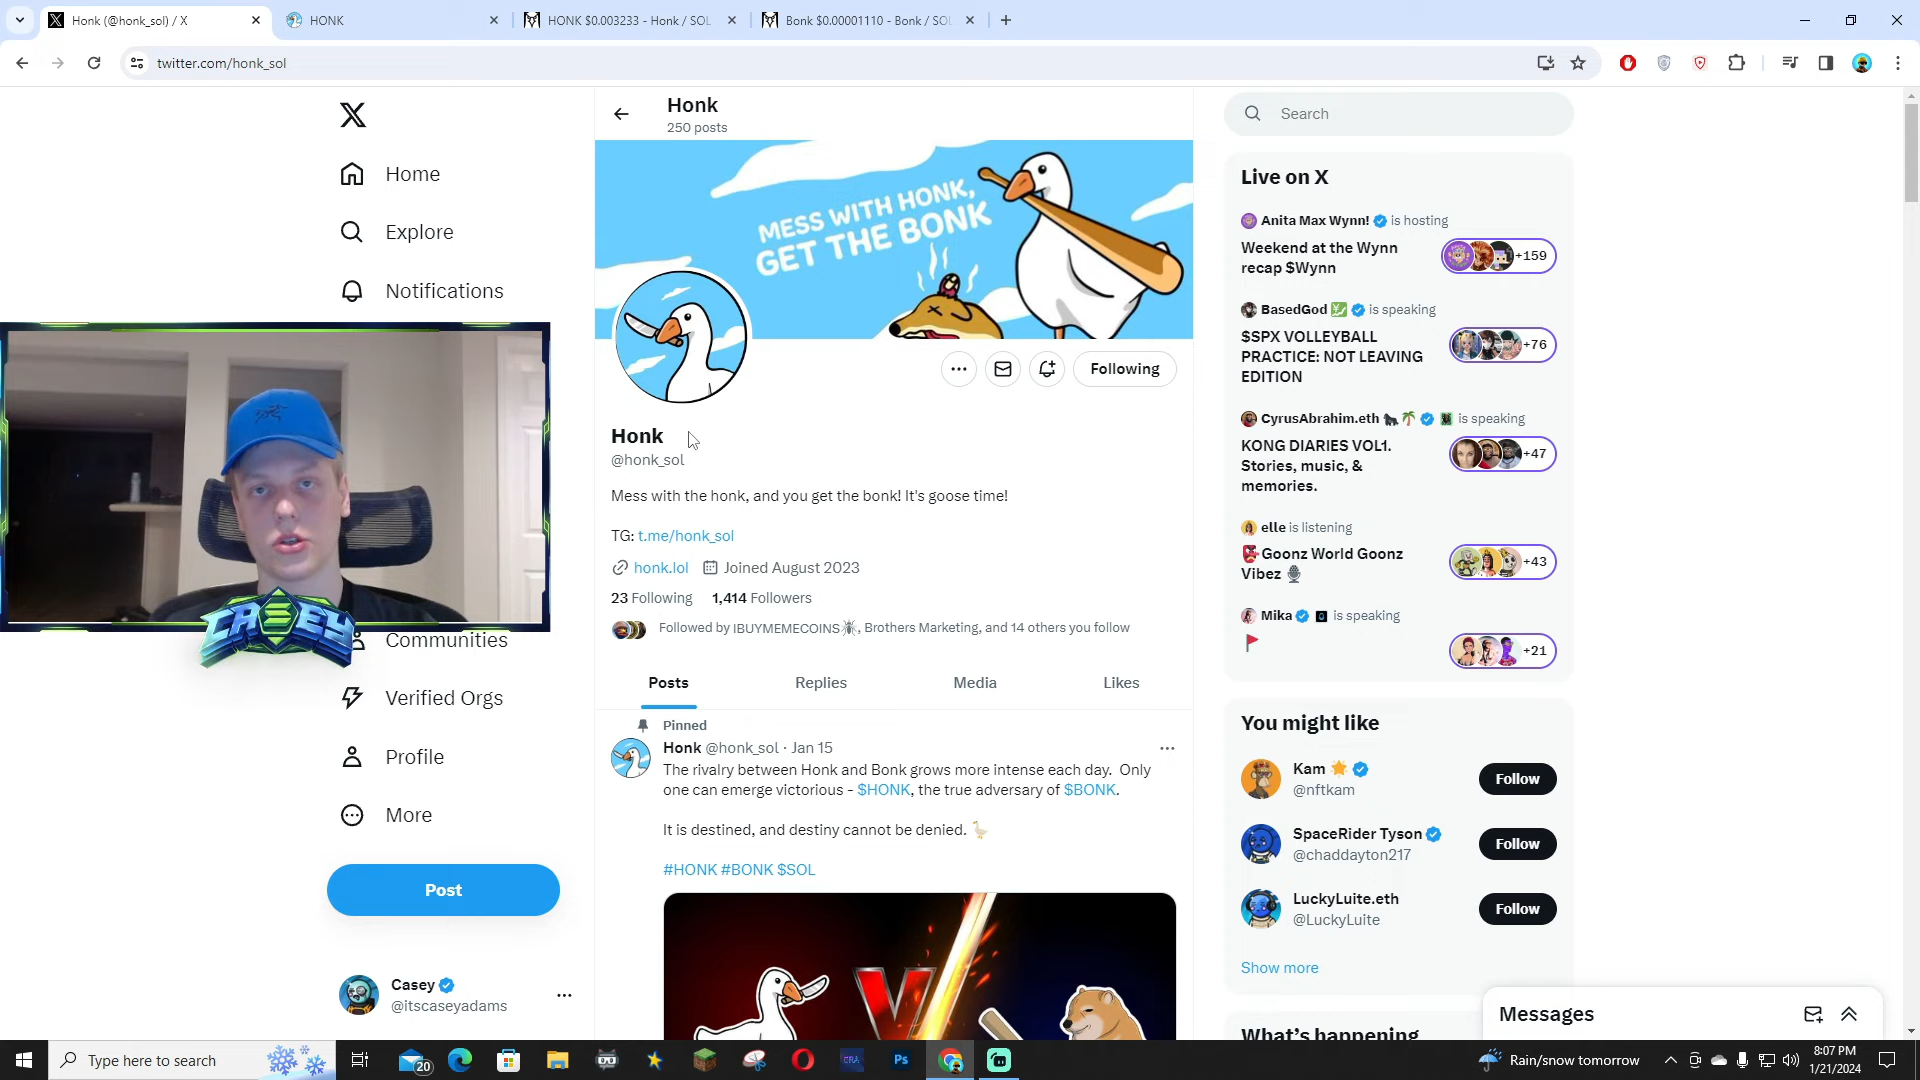 Honk (@honk_sol) / X
HONK
HONK $0.003233 - Honk / SOL
Bonk $0.00001110 - Bonk / SOL
twitter.com/honk_sol
Home
Explore
Notifications
Communities
Verified Orgs
Profile
More
Post
Casey
@itscaseyadams
CASEY
Honk
250 posts
MESS WITH HONK,
GET THE BONK
Following
Honk
@honk_sol
Mess with the honk, and you get the bonk! It's goose time!
TG: t.me/honk_sol
honk.lol Joined August 2023
23 Following 1,414 Followers
Followed by IBUYMEMECOINS🕷, Brothers Marketing, and 14 others you follow
Posts Replies Media Likes
Pinned
Honk @honk_sol · Jan 15
The rivalry between Honk and Bonk grows more intense each day. Only
one can emerge victorious - $HONK, the true adversary of $BONK.
It is destined, and destiny cannot be denied. 🪿
#HONK #BONK $SOL
V
Search
Live on X
Anita Max Wynn! is hosting
Weekend at the Wynn
recap $Wynn
+159
BasedGod 💹 is speaking
$SPX VOLLEYBALL
PRACTICE: NOT LEAVING
EDITION
+76
CyrusAbrahim.eth 🦍🌴 is speaking
KONG DIARIES VOL1.
Stories, music, &
memories.
+47
elle is listening
Goonz World Goonz
Vibez 🎙
+43
Mika is speaking
🚩
+21
You might like
Kam 🌟
@nftkam
Follow
SpaceRider Tyson
@chaddayton217
Follow
LuckyLuite.eth
@LuckyLuite
Follow
Show more
What's happening
Messages
Type here to search
20
Ps
Rain/snow tomorrow
8:07 PM
1/21/2024